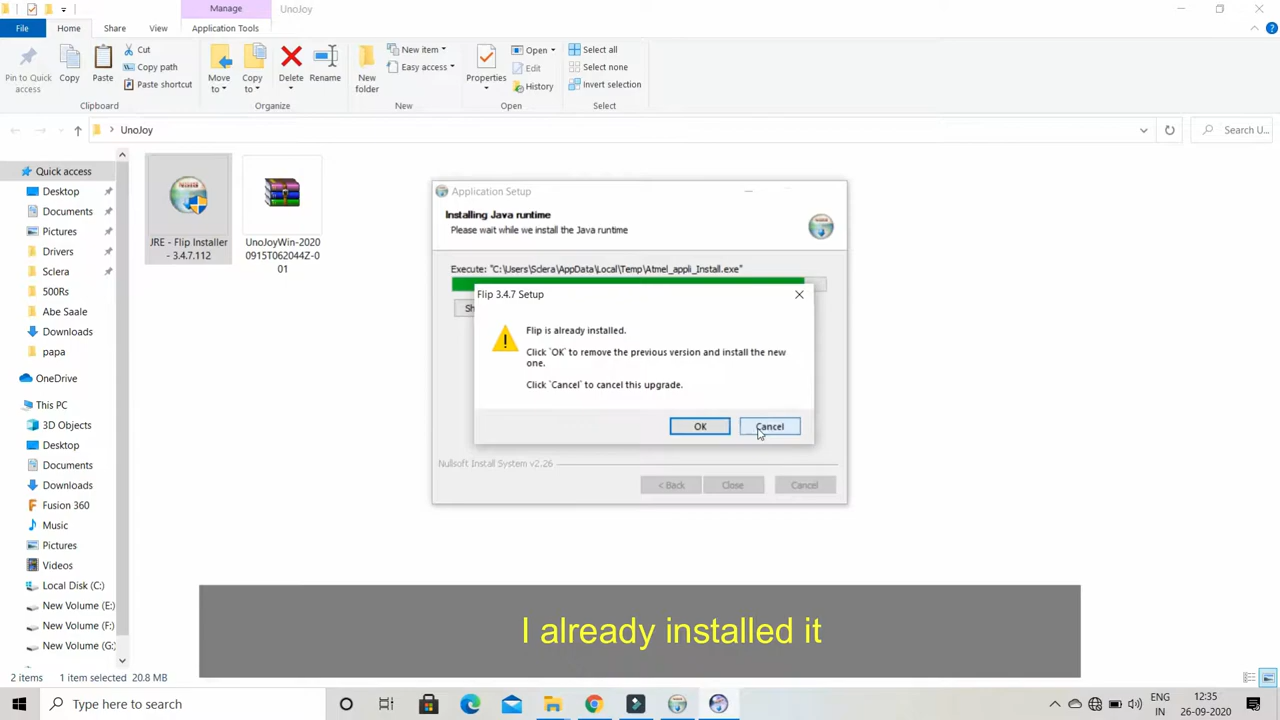 Manage
UnoJoy
File
Home
Share
View
Application Tools
Pin to Quick
access
Copy
Paste
Cut
Copy path
Paste shortcut
Clipboard
Move
to
Copy
to
Delete
Rename
Organize
New
folder
New item
Easy access
New
Properties
Open
Edit
History
Open
Select all
Select none
Invert selection
Select
UnoJoy
Search U...
Quick access
Desktop
Documents
Pictures
Drivers
Sclera
500Rs
Abe Saale
Downloads
papa
OneDrive
This PC
3D Objects
Desktop
Documents
Downloads
Fusion 360
Music
Pictures
Videos
Local Disk (C:)
New Volume (E:)
New Volume (F:)
New Volume (G:)
JRE - Flip Installer
- 3.4.7.112
UnoJoyWin-2020
0915T062044Z-0
01
Application Setup
Installing Java runtime
Please wait while we install the Java runtime
Execute: "C:\Users\Sclera\AppData\Local\Temp\Atmel_appli_Install.exe"
Flip 3.4.7 Setup
Flip is already installed.
Click `OK` to remove the previous version and install the new
one.
Click `Cancel` to cancel this upgrade.
OK
Cancel
Nullsoft Install System v2.26
< Back
Close
Cancel
I already installed it
2 items
1 item selected
20.8 MB
Type here to search
ENG
IN
12:35
26-09-2020